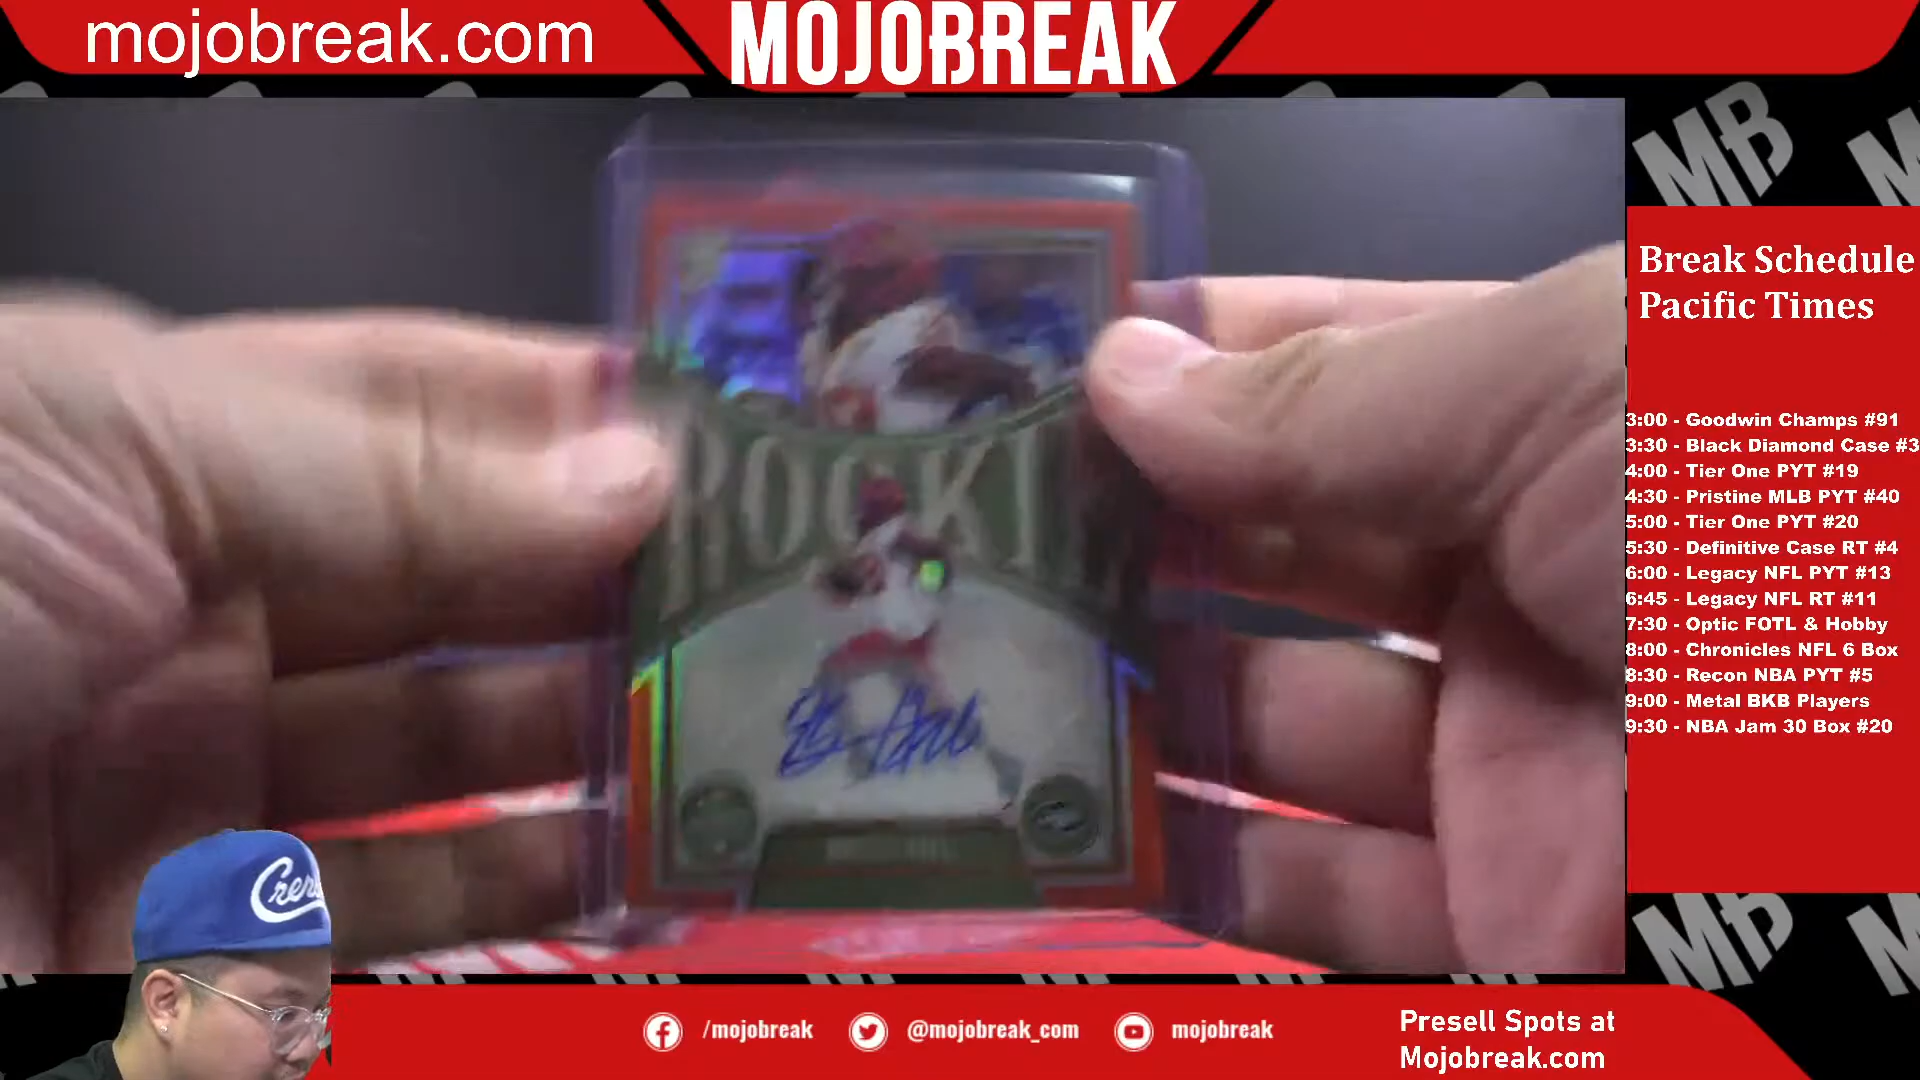 mojobreak.com
MOJOBREAK
MB
Break Schedule
Pacific Times
3:00 - Goodwin Champs #91
3:30 - Black Diamond Case #3
4:00 - Tier One PYT #19
4:30 - Pristine MLB PYT #40
5:00 - Tier One PYT #20
5:30 - Definitive Case RT #4
6:00 - Legacy NFL PYT #13
6:45 - Legacy NFL RT #11
7:30 - Optic FOTL & Hobby
8:00 - Chronicles NFL 6 Box
8:30 - Recon NBA PYT #5
9:00 - Metal BKB Players
9:30 - NBA Jam 30 Box #20
ROCKI
Cren
MB
/mojobreak
@mojobreak_com
mojobreak
Presell Spots at
Mojobreak.com